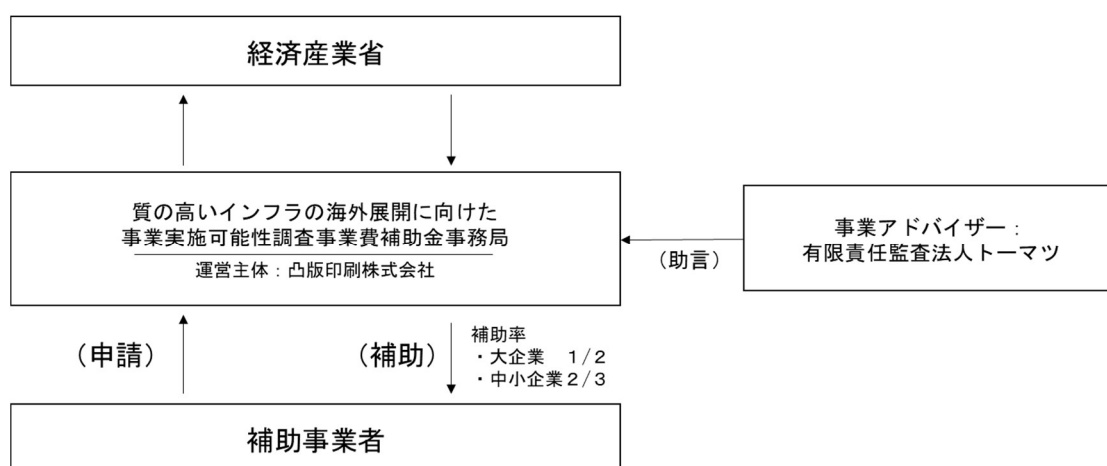 経済産業省
質の高いインフラの海外展開に向けた
事業実施可能性調査事業費補助金事務局
運営主体：凸版印刷株式会社
事業アドバイザー：
有限責任監査法人トーマツ
（助言）
（申請）
（補助）
補助率
・大企業　１/２
・中小企業２/３
補助事業者